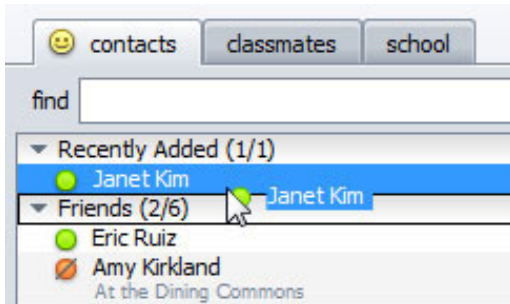 contacts classmates school
find
Recently Added (1/1)
Janet Kim
Janet Kim
Friends (2/6)
Eric Ruiz
Amy Kirkland
At the Dining Commons